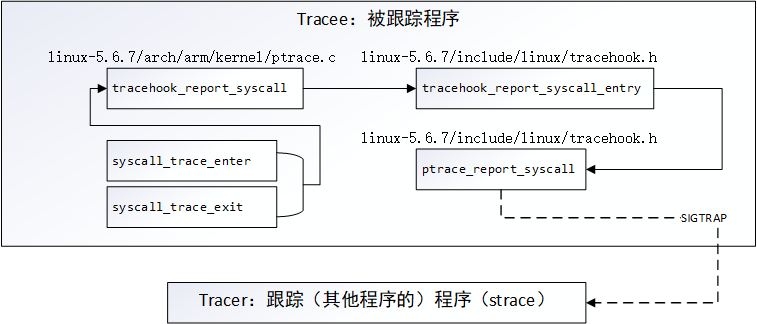 Tracee：被跟踪程序
linux-5.6.7/arch/arm/kernel/ptrace.c
linux-5.6.7/include/linux/tracehook.h
tracehook_report_syscall
tracehook_report_syscall_entry
linux-5.6.7/include/linux/tracehook.h
syscall_trace_enter
ptrace_report_syscall
syscall_trace_exit
SIGTRAP
Tracer：跟踪（其他程序的）程序（strace）